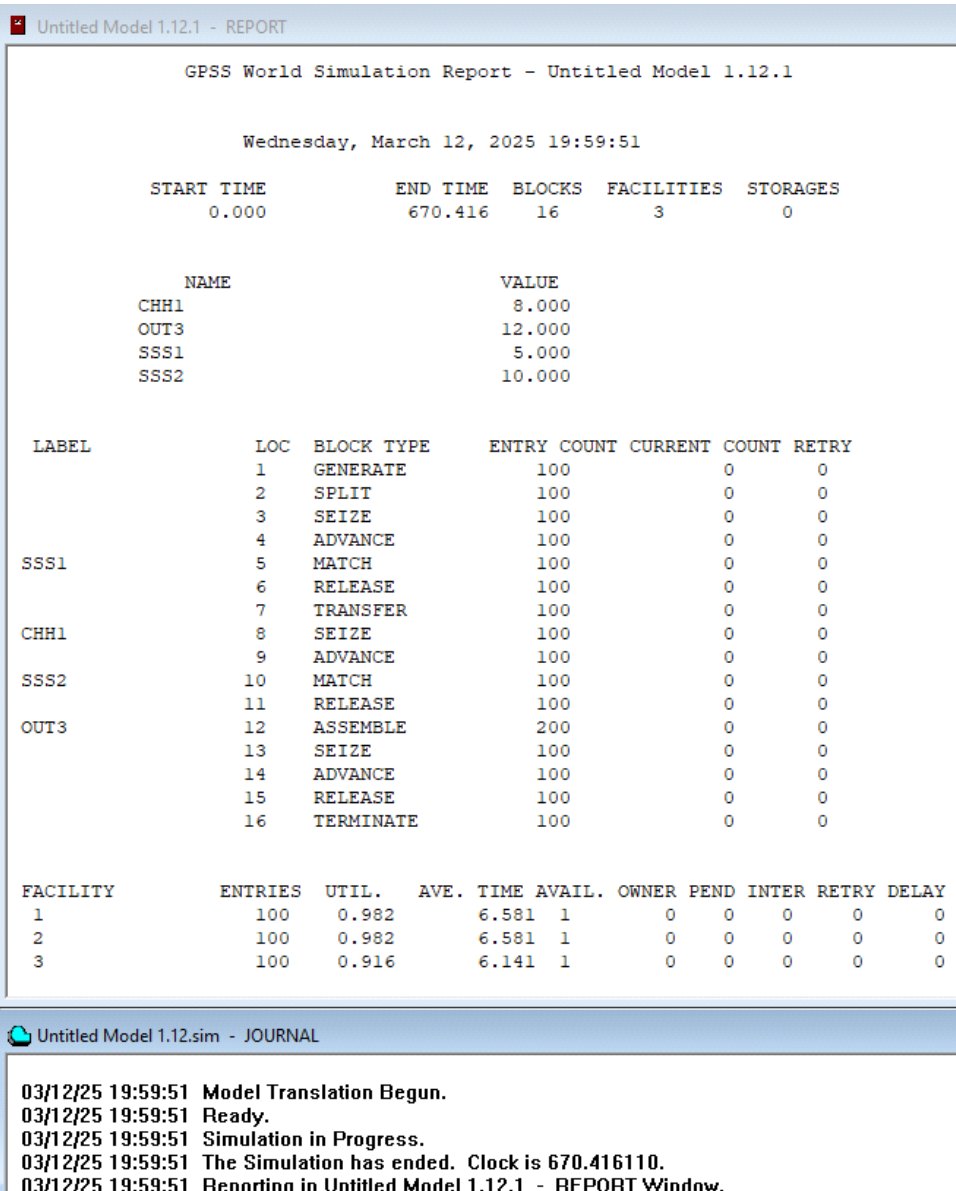 Untitled Model 1.12.1 - REPORT
GPSS World Simulation Report - Untitled Model 1.12.1
Wednesday, March 12, 2025 19:59:51
START TIME END TIME BLOCKS FACILITIES STORAGES
0.000 670.416 16 3 0
NAME VALUE
CHH1 8.000
OUT3 12.000
SSS1 5.000
SSS2 10.000
LABEL LOC BLOCK TYPE ENTRY COUNT CURRENT COUNT RETRY
1 GENERATE 100 0 0
2 SPLIT 100 0 0
3 SEIZE 100 0 0
4 ADVANCE 100 0 0
SSS1 5 MATCH 100 0 0
6 RELEASE 100 0 0
7 TRANSFER 100 0 0
CHH1 8 SEIZE 100 0 0
9 ADVANCE 100 0 0
SSS2 10 MATCH 100 0 0
11 RELEASE 100 0 0
OUT3 12 ASSEMBLE 200 0 0
13 SEIZE 100 0 0
14 ADVANCE 100 0 0
15 RELEASE 100 0 0
16 TERMINATE 100 0 0
FACILITY ENTRIES UTIL. AVE. TIME AVAIL. OWNER PEND INTER RETRY DELAY
1 100 0.982 6.581 1 0 0 0 0 0
2 100 0.982 6.581 1 0 0 0 0 0
3 100 0.916 6.141 1 0 0 0 0 0
Untitled Model 1.12.sim - JOURNAL
03/12/25 19:59:51 Model Translation Begun.
03/12/25 19:59:51 Ready.
03/12/25 19:59:51 Simulation in Progress.
03/12/25 19:59:51 The Simulation has ended. Clock is 670.416110.
03/12/25 19:59:51 Reporting in Untitled Model 1.12.1 - REPORT Window.